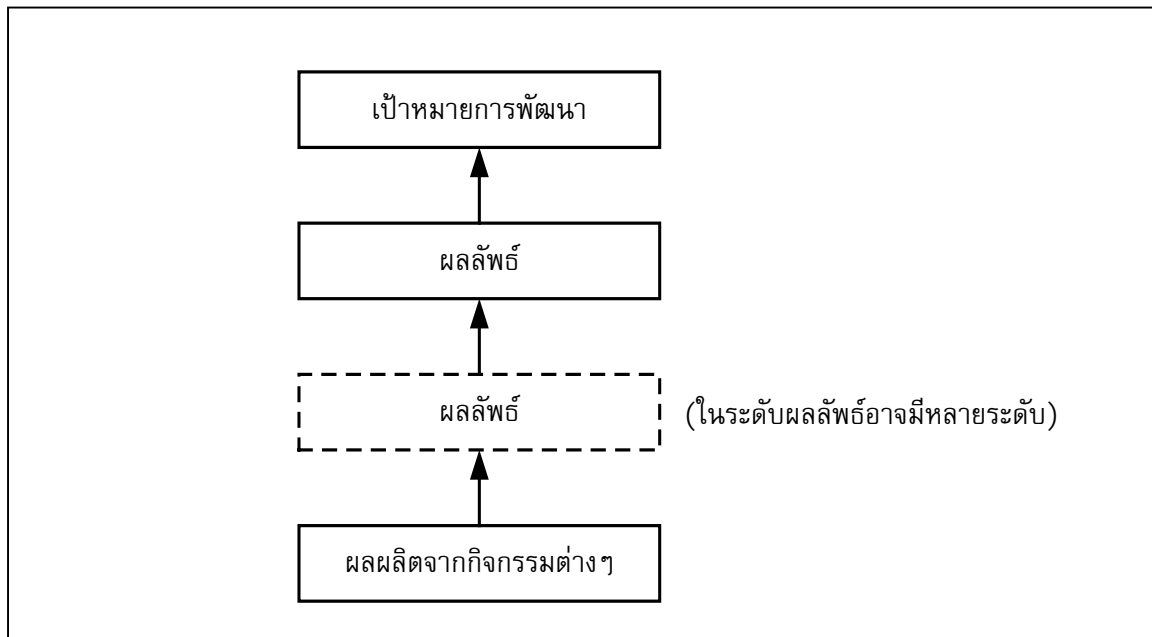 เป้าหมายการพัฒนา
ผลลัพธ์
ผลลัพธ์
(ในระดับผลลัพธ์อาจมีหลายระดับ)
ผลผลิตจากกิจกรรมต่างๆ